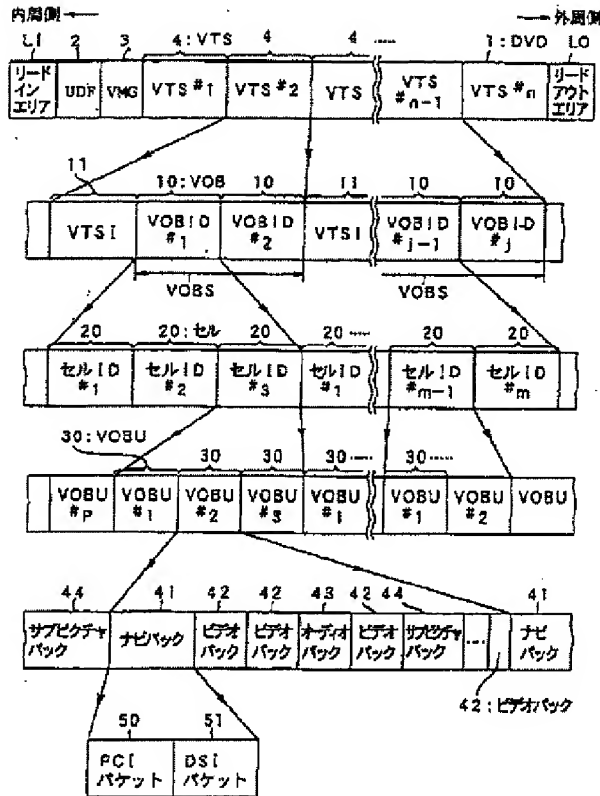 内周側 外周側
LI 2 3 4:VTS 4 4 ····· 1:DVD LO
リードインエリア UDF VMG VTS #1 VTS #2 VTS VTS #n-1 VTS #n リードアウトエリア
11 10:VOB 10 11 10 10
VTSI VOBID #1 VOBID #2 VTSI VOBID #j-1 VOBID #j
VOBS VOBS
20 20:セル 20 20····· 20 20
セルID #1 セルID #2 セルID #3 セルID #1 セルID #m-1 セルID #m
30:VOBU 30 30 30····· 30·····
VOBU #P VOBU #1 VOBU #2 VOBU #3 VOBU #1 VOBU #1 VOBU #2 VOBU
44 41 42 42 43 42 44 41
サブピクチャパック ナビパック ビデオパック ビデオパック オーディオパック ビデオパック サブピクチャパック ···· ナビパック
42:ビデオパック
50 51
PCIパケット DSIパケット